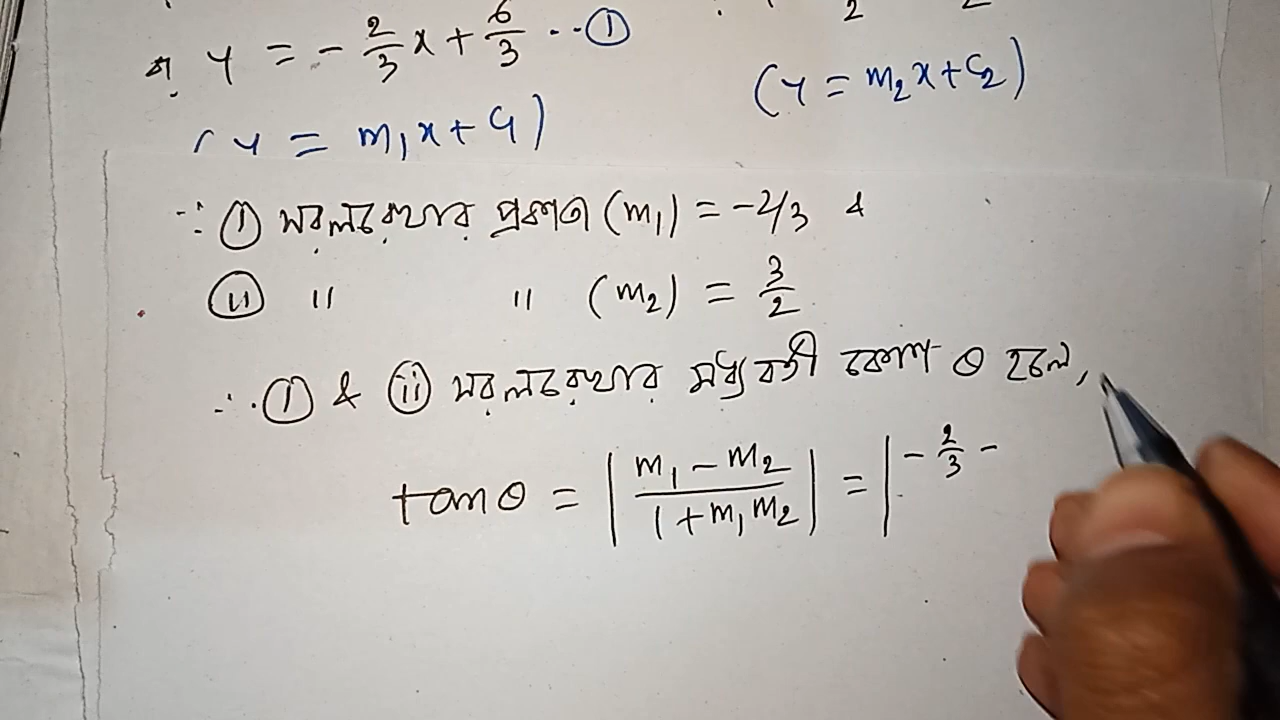 বা, y = - 2/3 x + 6/3 ...①
(y = m₁x + c₁)
(y = m₂x + c₂)
∵ ① সরলরেখার প্রবণতা (m₁) = -2/3 &
ⅱ " " (m₂) = 3/2
∴ ① & ⅱ সরলরেখার মধ্যবর্তী কোণ θ হলে,
tanθ = | (m₁ - m₂)/(1 + m₁m₂) | = | - 2/3 -